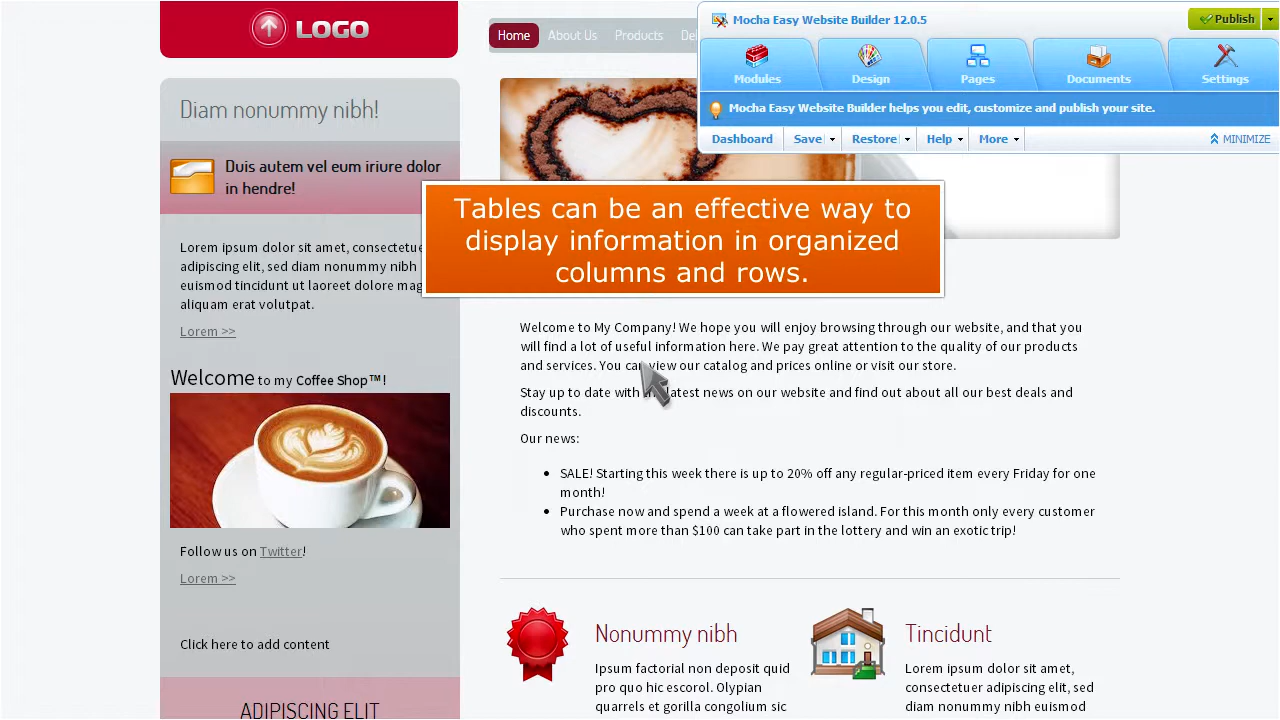 LOGO
Home About Us Products
Mocha Easy Website Builder 12.0.5
Publish
Modules Design Pages Documents Settings
Mocha Easy Website Builder helps you edit, customize and publish your site.
Dashboard Save Restore Help More MINIMIZE
Diam nonummy nibh!
Duis autem vel eum iriure dolor
in hendre!
Tables can be an effective way to
display information in organized
columns and rows.
Lorem ipsum dolor sit amet,
adipiscing elit, sed diam nonummy nibh
euismod tincidunt ut laoreet dolore
aliquam erat volutpat.
Lorem >>
Welcome to my Coffee Shop™!
Follow us on Twitter!
Lorem >>
Click here to add content
ADIPISCING ELIT
Welcome to My Company! We hope you will enjoy browsing through our website, and that you
will find a lot of useful information here. We pay great attention to the quality of our products
and services. You can view our catalog and prices online or visit our store.
Stay up to date with latest news on our website and find out about all our best deals and
discounts.
Our news:
• SALE! Starting this week there is up to 20% off any regular-priced item every Friday for one
month!
• Purchase now and spend a week at a flowered island. For this month only every customer
who spent more than $100 can take part in the lottery and win an exotic trip!
Nonummy nibh
Ipsum factorial non deposit quid
pro quo hic escorol. Olypian
quarrels et gorilla congolium sic
Tincidunt
Lorem ipsum dolor sit amet,
consectetuer adipiscing elit, sed
diam nonummy nibh euismod